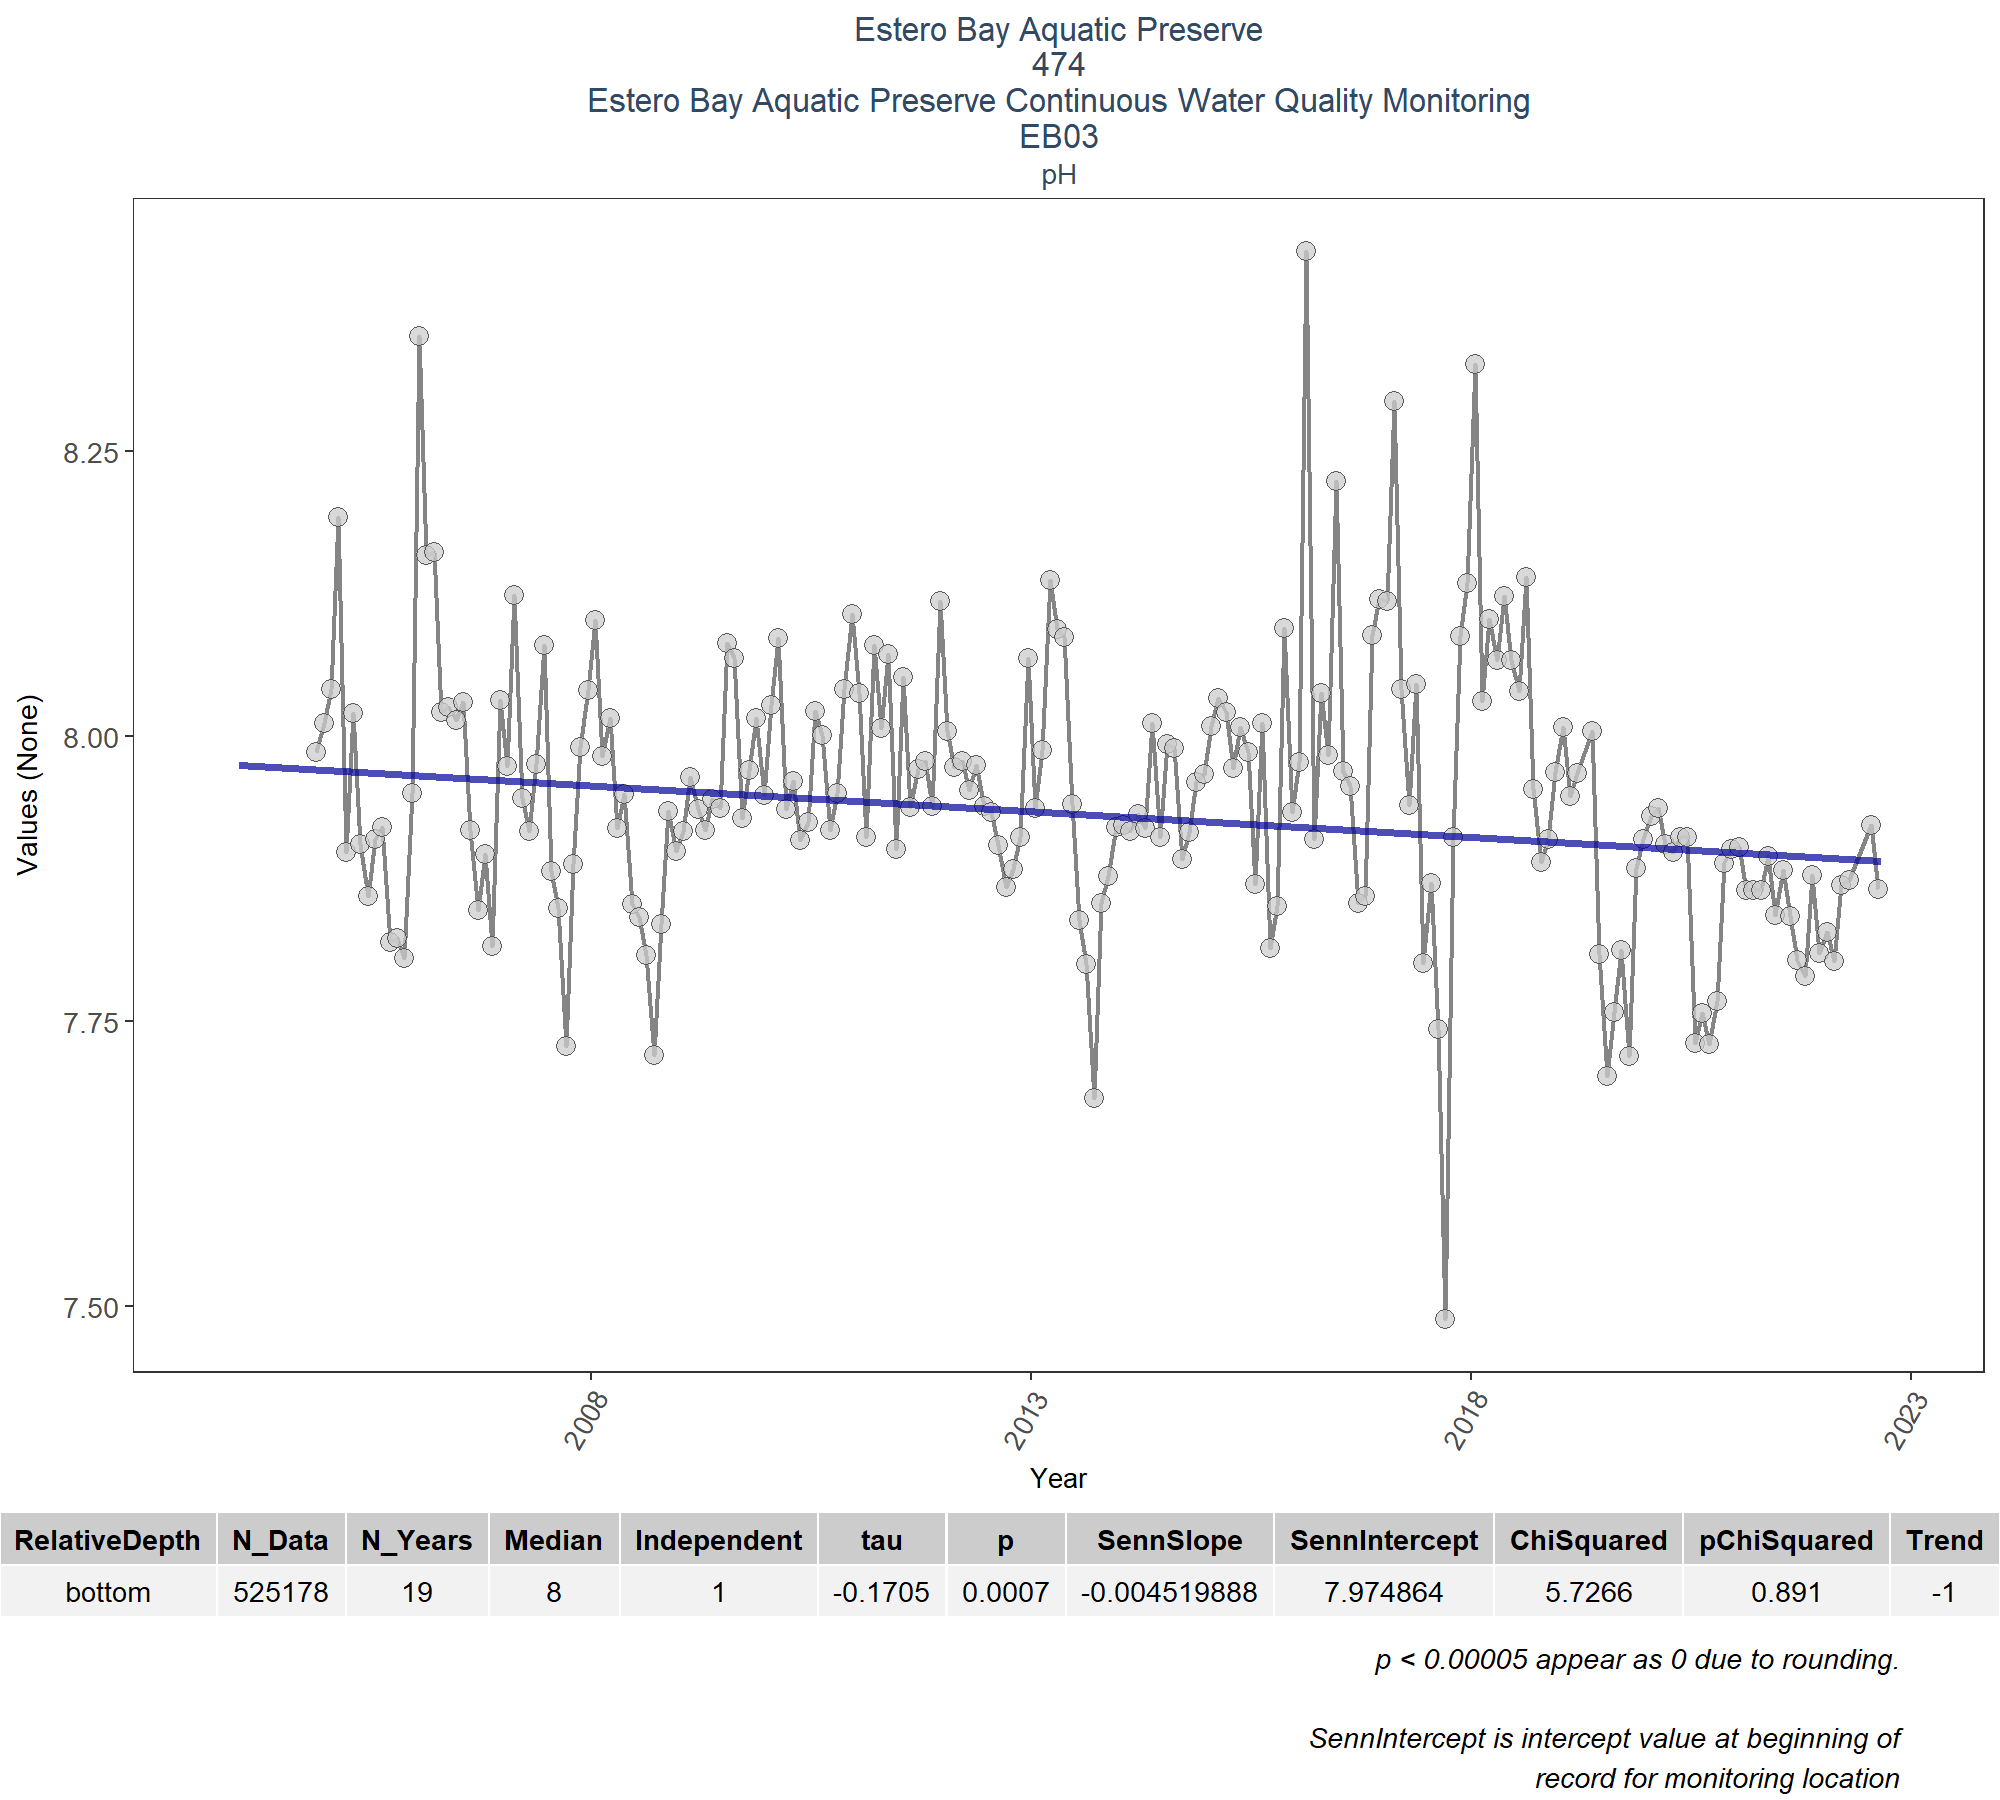 Estero Bay Aquatic Preserve
474
Estero Bay Aquatic Preserve Continuous Water Quality Monitoring
EB03
pH
Values (None)
8.25
8.00
7.75
7.50
2008 2013 2018 2023
Year
RelativeDepth N_Data N_Years Median Independent tau p SennSlope SennIntercept ChiSquared pChiSquared Trend
bottom 525178 19 8 1 -0.1705 0.0007 -0.004519888 7.974864 5.7266 0.891 -1
p < 0.00005 appear as 0 due to rounding.
SennIntercept is intercept value at beginning of
record for monitoring location